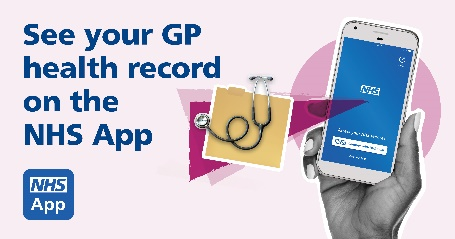 See your GP
health record
on the
NHS App
NHS
App
NHS